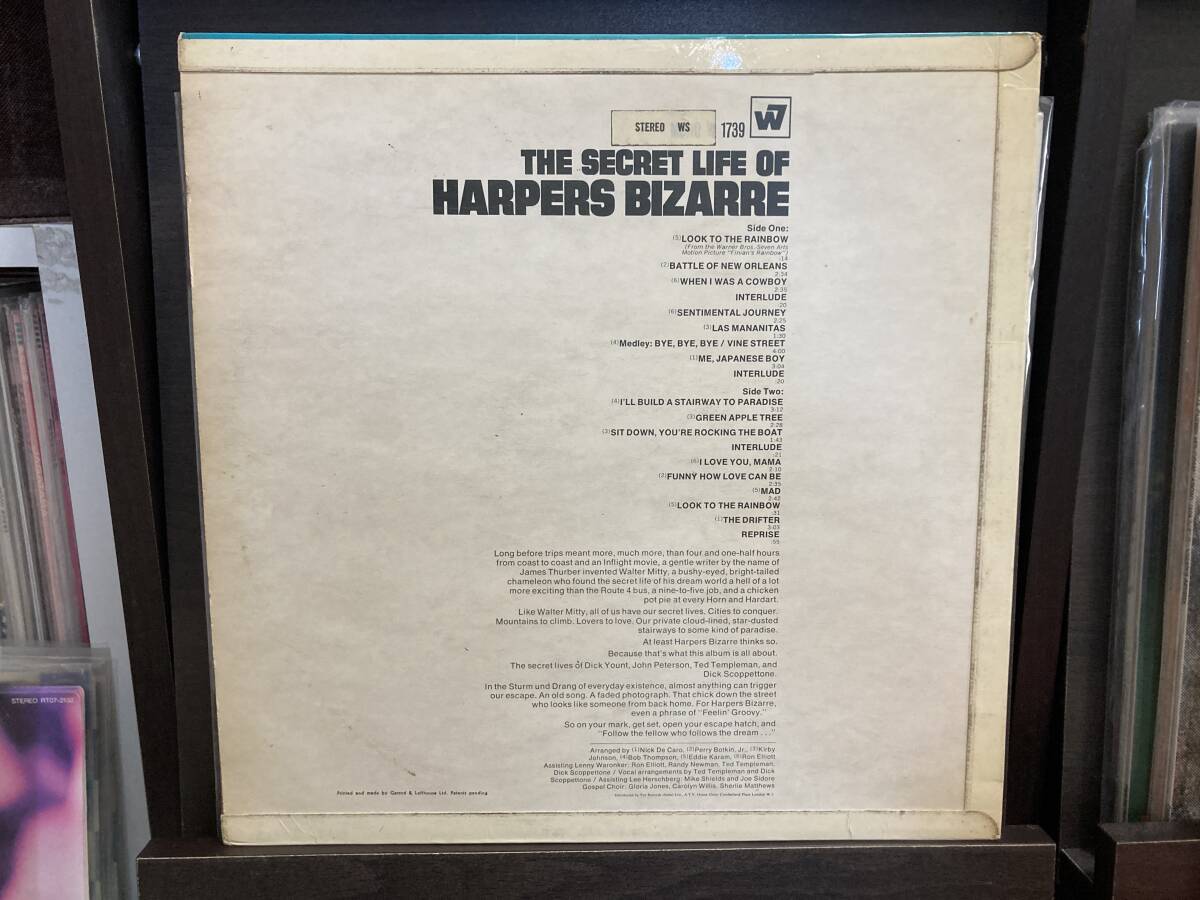 STEREO WS 1739 W7
THE SECRET LIFE OF
HARPERS BIZARRE
Side One:
(5)LOOK TO THE RAINBOW
(From the Warner Bros.-Seven Arts
Motion Picture "Finian's Rainbow")
:14
(2)BATTLE OF NEW ORLEANS
2:34
(6)WHEN I WAS A COWBOY
2:35
INTERLUDE
:20
(6)SENTIMENTAL JOURNEY
2:25
(3)LAS MANANITAS
1:30
(4)Medley: BYE, BYE, BYE / VINE STREET
4:00
(1)ME, JAPANESE BOY
3:04
INTERLUDE
:20
Side Two:
(4)I'LL BUILD A STAIRWAY TO PARADISE
3:12
(3)GREEN APPLE TREE
2:28
(3)SIT DOWN, YOU'RE ROCKING THE BOAT
1:43
INTERLUDE
:21
(6)I LOVE YOU, MAMA
2:10
(2)FUNNY HOW LOVE CAN BE
2:35
(5)MAD
2:42
(5)LOOK TO THE RAINBOW
:31
(1)THE DRIFTER
3:03
REPRISE
:55
Long before trips meant more, much more, than four and one-half hours
from coast to coast and an Inflight movie, a gentle writer by the name of
James Thurber invented Walter Mitty, a bushy-eyed, bright-tailed
chameleon who found the secret life of his dream world a hell of a lot
more exciting than the Route 4 bus, a nine-to-five job, and a chicken
pot pie at every Horn and Hardart.
Like Walter Mitty, all of us have our secret lives. Cities to conquer.
Mountains to climb. Lovers to love. Our private cloud-lined, star-dusted
stairways to some kind of paradise.
At least Harpers Bizarre thinks so.
Because that's what this album is all about.
The secret lives of Dick Yount, John Peterson, Ted Templeman, and
Dick Scoppettone.
In the Sturm und Drang of everyday existence, almost anything can trigger
our escape. An old song. A faded photograph. That chick down the street
who looks like someone from back home. For Harpers Bizarre,
even a phrase of "Feelin' Groovy."
So on your mark, get set, open your escape hatch, and
"Follow the fellow who follows the dream . . ."
Arranged by (1)Nick De Caro, (2)Perry Botkin, Jr., (3)Kirby
Johnson, (4)Bob Thompson, (5)Eddie Karam, (6)Ron Elliott
Assisting Lenny Waronker: Ron Elliott, Randy Newman, Ted Templeman,
Dick Scoppettone / Vocal arrangements by Ted Templeman and Dick
Scoppettone / Assisting Lee Herschberg: Mike Shields and Joe Sidore
Gospel Choir: Gloria Jones, Carolyn Willis, Sherlie Matthews
Printed and made by Garrod & Lofthouse Ltd. Patents pending.
STEREO RT07-2132